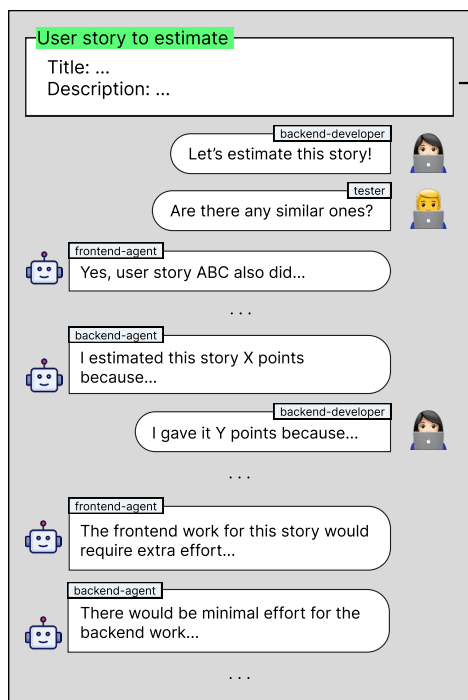 User story to estimate
Title: ...
Description: ...
backend-developer
Let’s estimate this story!
tester
Are there any similar ones?
frontend-agent
Yes, user story ABC also did...
...
backend-agent
I estimated this story X points
because...
backend-developer
I gave it Y points because...
...
frontend-agent
The frontend work for this story would
require extra effort...
backend-agent
There would be minimal effort for the
backend work...
...